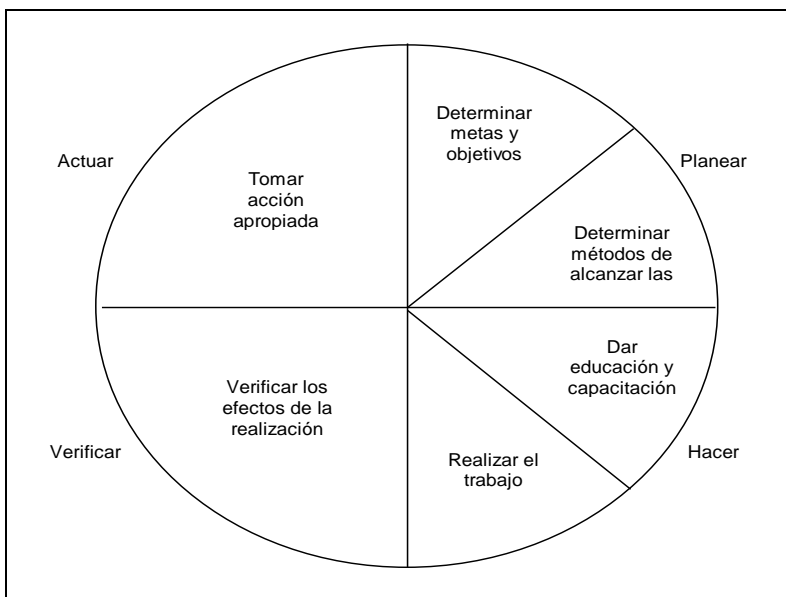 Determinar
metas y
objetivos
Actuar
Planear
Tomar
acción
apropiada
Determinar
métodos de
alcanzar las
Dar
educación y
capacitación
Verificar los
efectos de la
realización
Verificar
Realizar el
trabajo
Hacer